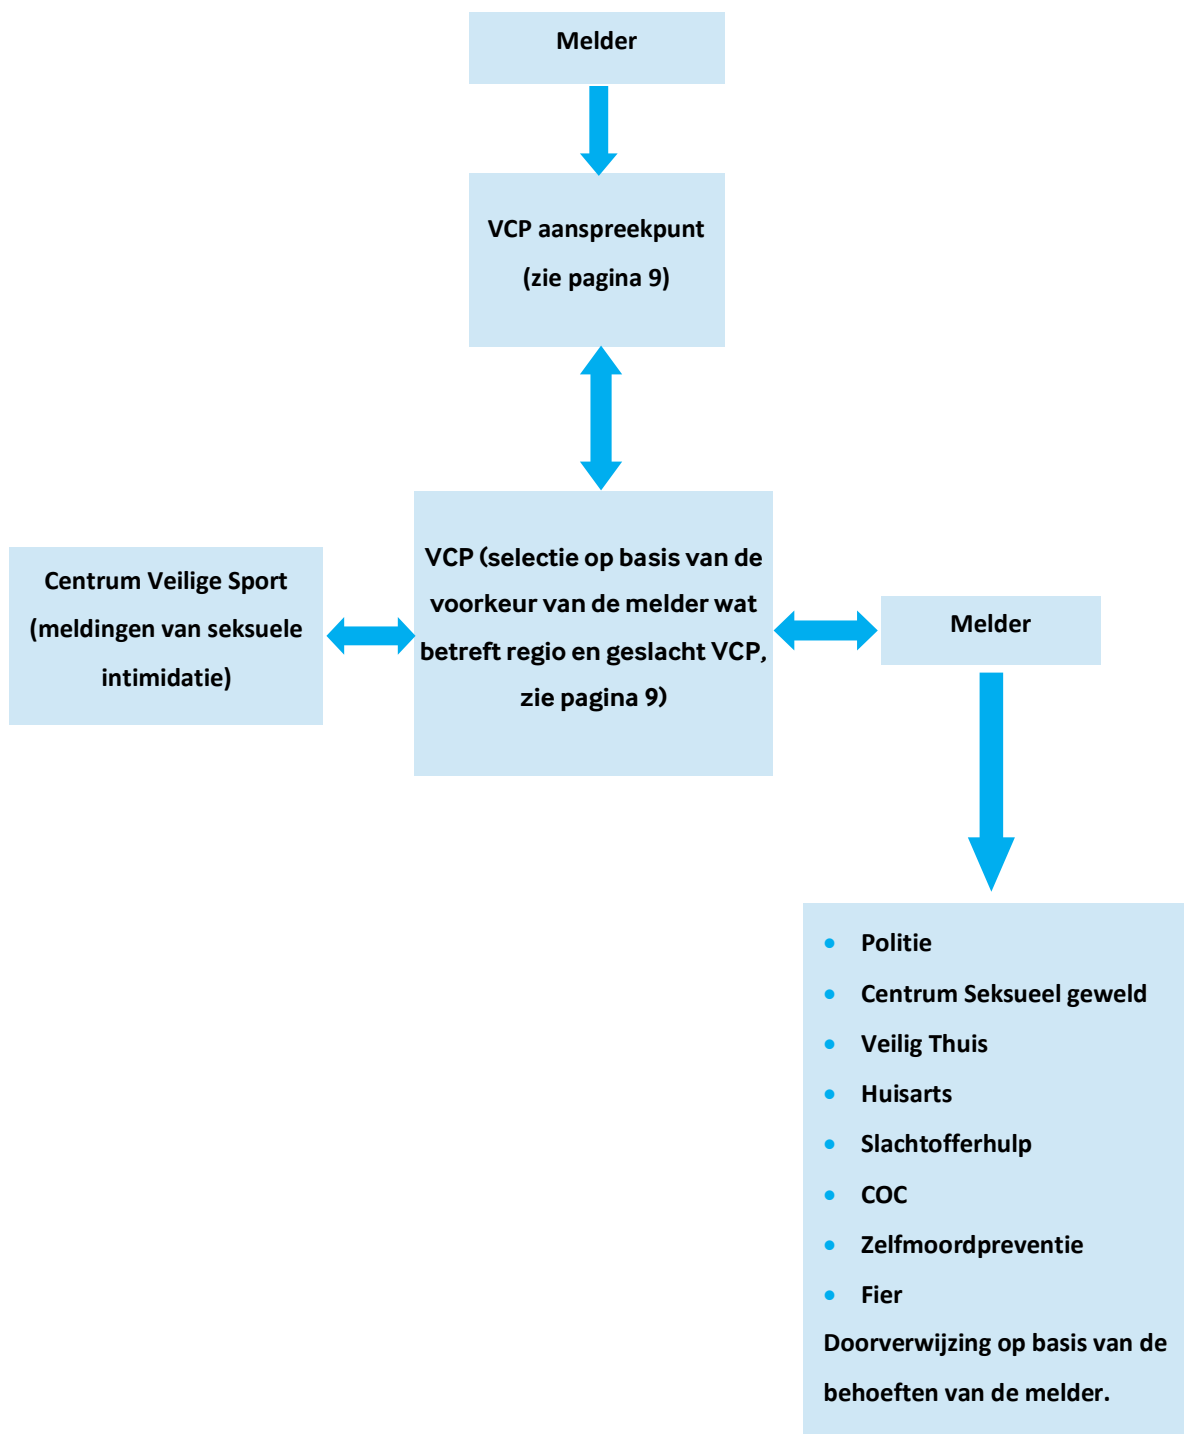 Melder
VCP aanspreekpunt
(zie pagina 9)
VCP (selectie op basis van de
voorkeur van de melder wat
betreft regio en geslacht VCP,
zie pagina 9)
Centrum Veilige Sport
(meldingen van seksuele
intimidatie)
Melder
• Politie
• Centrum Seksueel geweld
• Veilig Thuis
• Huisarts
• Slachtofferhulp
• COC
• Zelfmoordpreventie
• Fier
Doorverwijzing op basis van de
behoeften van de melder.